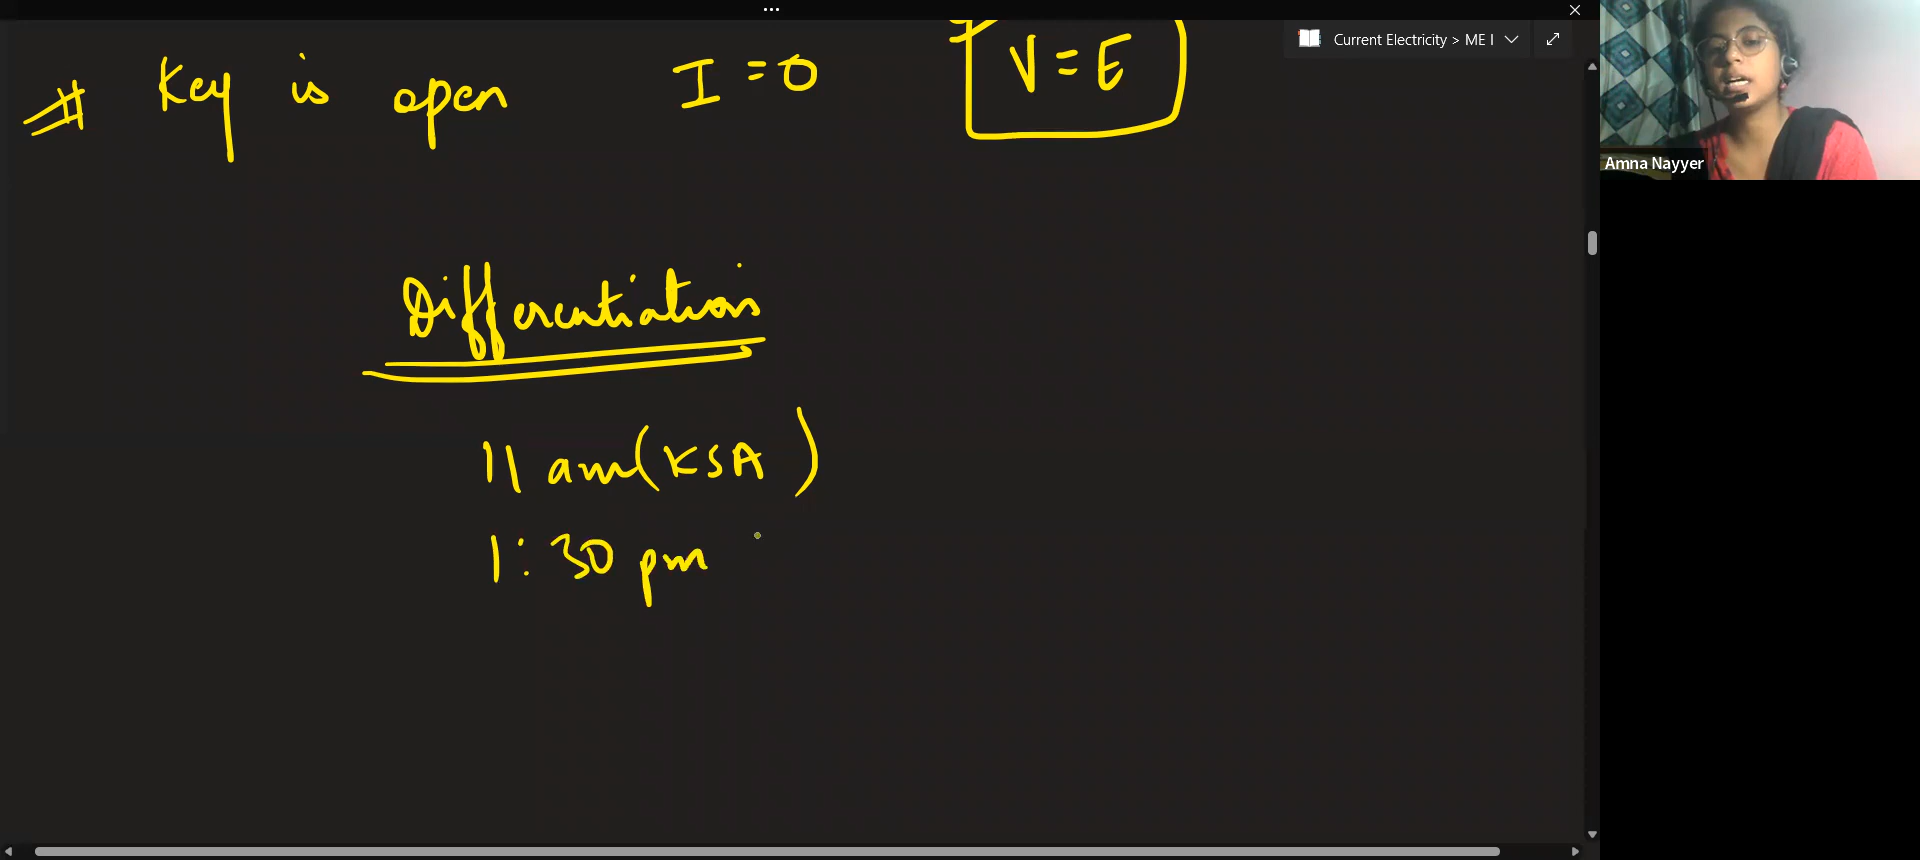 Current Electricity > ME I
Key is open I = 0 V = E
Amna Nayyer
Differentiation
11 am (KSA)
1:30 pm